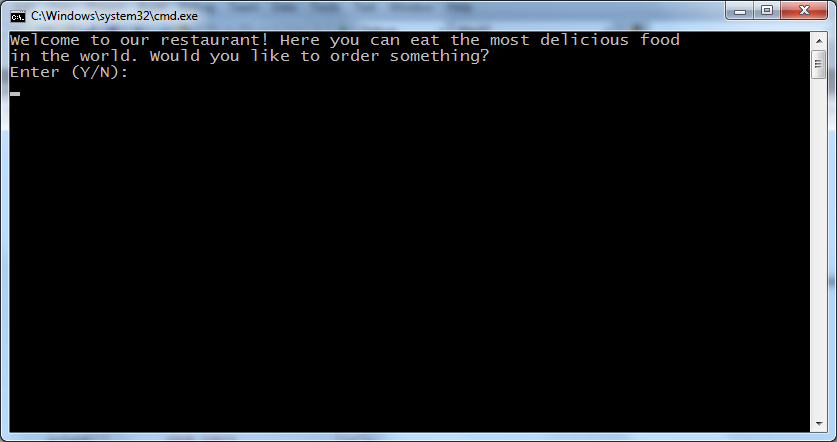 C:\Windows\system32\cmd.exe
Welcome to our restaurant! Here you can eat the most delicious food
in the world. Would you like to order something?
Enter (Y/N):